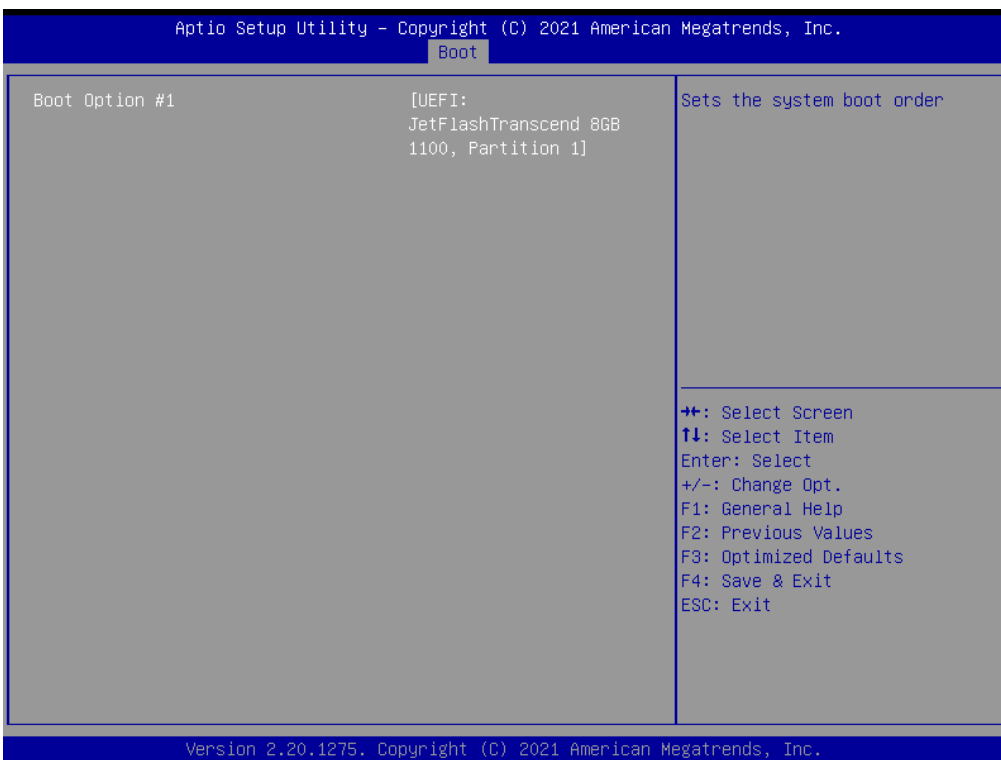 Aptio Setup Utility – Copyright (C) 2021 American Megatrends, Inc.
Boot
Boot Option #1 [UEFI:
JetFlashTranscend 8GB
1100, Partition 1]
Sets the system boot order
→←: Select Screen
↑↓: Select Item
Enter: Select
+/-: Change Opt.
F1: General Help
F2: Previous Values
F3: Optimized Defaults
F4: Save & Exit
ESC: Exit
Version 2.20.1275. Copyright (C) 2021 American Megatrends, Inc.